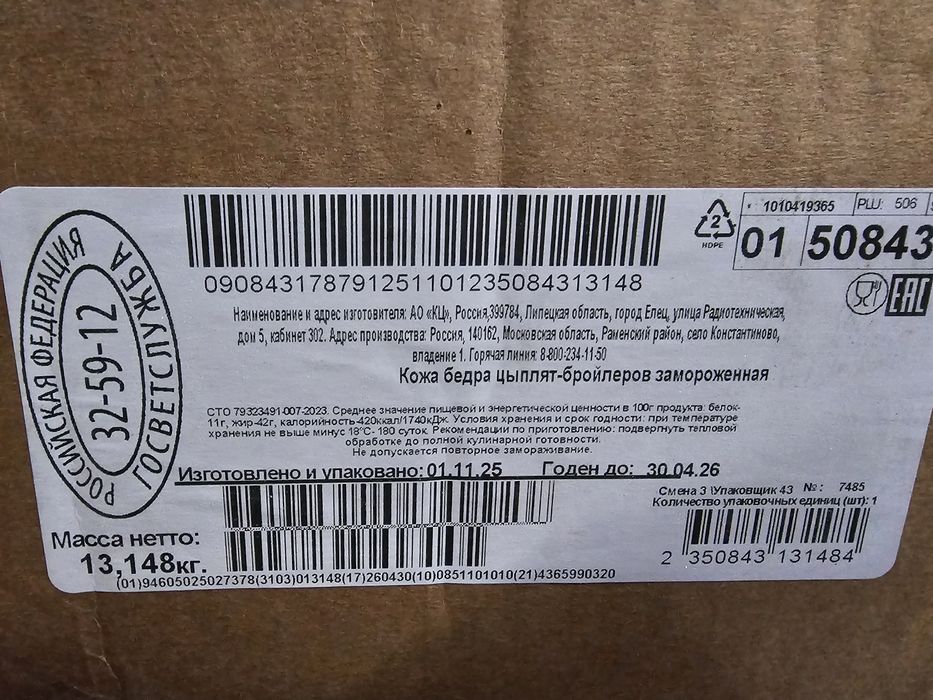 РОССИЙСКАЯ ФЕДЕРАЦИЯ
32-59-12
ГОСВЕТСЛУЖБА
09084317879125110123508431 3148
2
HDPE
1010419365 PLU: 506
01 50843
EAC
Наименование и адрес изготовителя: АО «КЦ», Россия,399784, Липецкая область, город Елец, улица Радиотехническая,
дом 5, кабинет 302. Адрес производства: Россия, 140162, Московская область, Раменский район, село Константиново,
владение 1. Горячая линия: 8-800-234-11-50
Кожа бедра цыплят-бройлеров замороженная
СТО 79323491-007-2023. Среднее значение пищевой и энергетической ценности в 100г продукта: белок-
11г, жир-42г, калорийность-420ккал/1740кДж. Условия хранения и срок годности: при температуре
хранения не выше минус 18°С- 180 суток. Рекомендации по приготовлению: подвергнуть тепловой
обработке до полной кулинарной готовности.
Не допускается повторное замораживание.
Изготовлено и упаковано: 01.11.25 Годен до: 30.04.26
Смена 3 \Упаковщик 43 №: 7485
Количество упаковочных единиц (шт): 1
Масса нетто:
13,148кг.
2 350843 131484
(01)94605025027378(3103)013148(17)260430(10)0851101010(21)4365990320